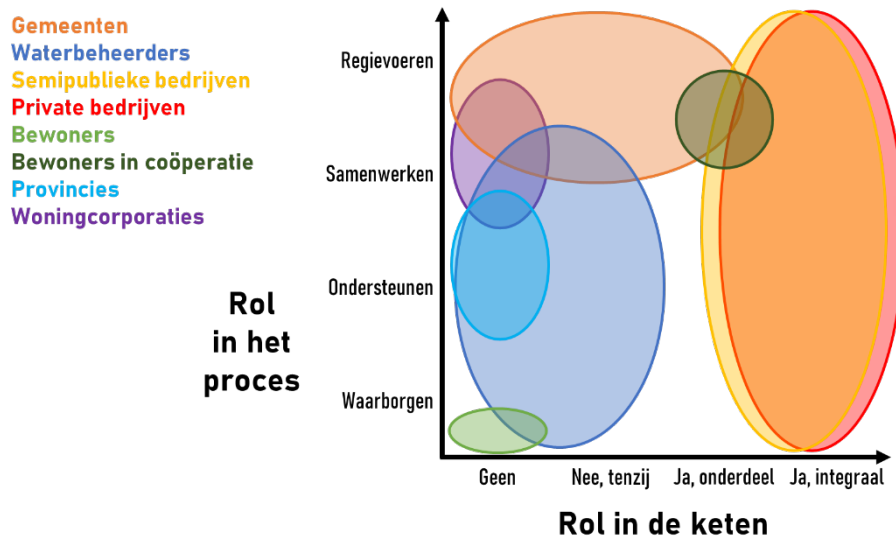 Gemeenten
Waterbeheerders
Semipublieke bedrijven
Private bedrijven
Bewoners
Bewoners in coöperatie
Provincies
Woningcorporaties
Rol
in het
proces
Regievoeren
Samenwerken
Ondersteunen
Waarborgen
Geen
Nee, tenzij
Ja, onderdeel
Ja, integraal
Rol in de keten